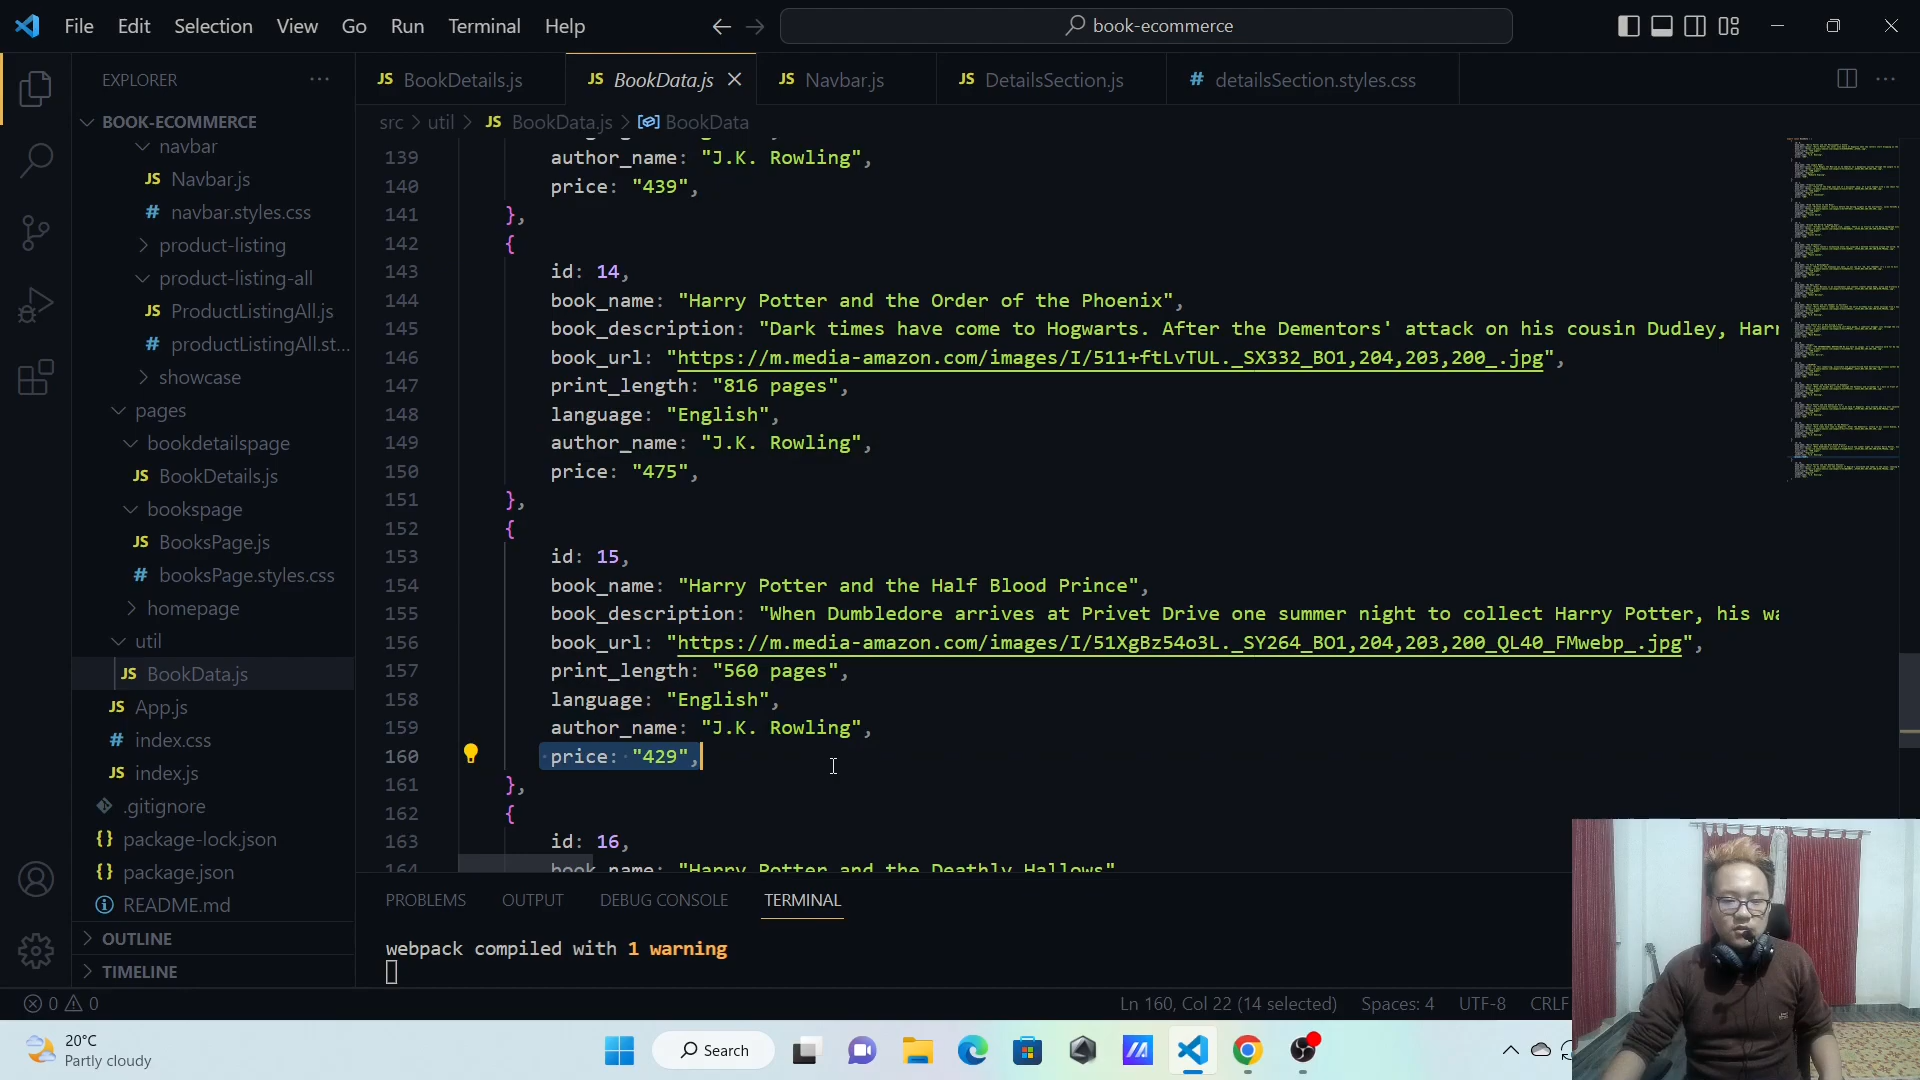 File Edit Selection View Go Run Terminal Help
book-ecommerce
EXPLORER
BookDetails.js
BookData.js
Navbar.js
DetailsSection.js
detailsSection.styles.css
src > util > JS BookData.js > BookData
BOOK-ECOMMERCE
navbar
JS Navbar.js
# navbar.styles.css
product-listing
product-listing-all
JS ProductListingAll.js
# productListingAll.st...
showcase
pages
bookdetailspage
JS BookDetails.js
bookspage
JS BooksPage.js
# booksPage.styles.css
homepage
util
JS BookData.js
JS App.js
# index.css
JS index.js
.gitignore
{} package-lock.json
{} package.json
README.md
OUTLINE
TIMELINE
139 author_name: "J.K. Rowling",
140 price: "439",
141 },
142 {
143 id: 14,
144 book_name: "Harry Potter and the Order of the Phoenix",
145 book_description: "Dark times have come to Hogwarts. After the Dementors' attack on his cousin Dudley, Harr
146 book_url: "https://m.media-amazon.com/images/I/511+ftLvTUL._SX332_BO1,204,203,200_.jpg",
147 print_length: "816 pages",
148 language: "English",
149 author_name: "J.K. Rowling",
150 price: "475",
151 },
152 {
153 id: 15,
154 book_name: "Harry Potter and the Half Blood Prince",
155 book_description: "When Dumbledore arrives at Privet Drive one summer night to collect Harry Potter, his wa
156 book_url: "https://m.media-amazon.com/images/I/51XgBz54o3L._SY264_BO1,204,203,200_QL40_FMwebp_.jpg",
157 print_length: "560 pages",
158 language: "English",
159 author_name: "J.K. Rowling",
160 price: "429",
161 },
162 {
163 id: 16,
164 book_name: "Harry Potter and the Deathly Hallows"
PROBLEMS OUTPUT DEBUG CONSOLE TERMINAL
webpack compiled with 1 warning
0 0
Ln 160, Col 22 (14 selected) Spaces: 4 UTF-8 CRLF
20°C
Partly cloudy
Search